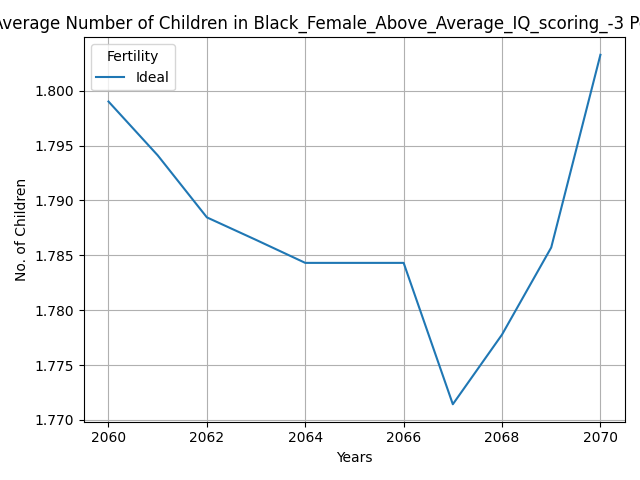 Average Number of Children in Black_Female_Above_Average_IQ_scoring_-3 P
Fertility
Ideal
1.800
1.795
1.790
1.785
1.780
1.775
1.770
No. of Children
2060 2062 2064 2066 2068 2070
Years